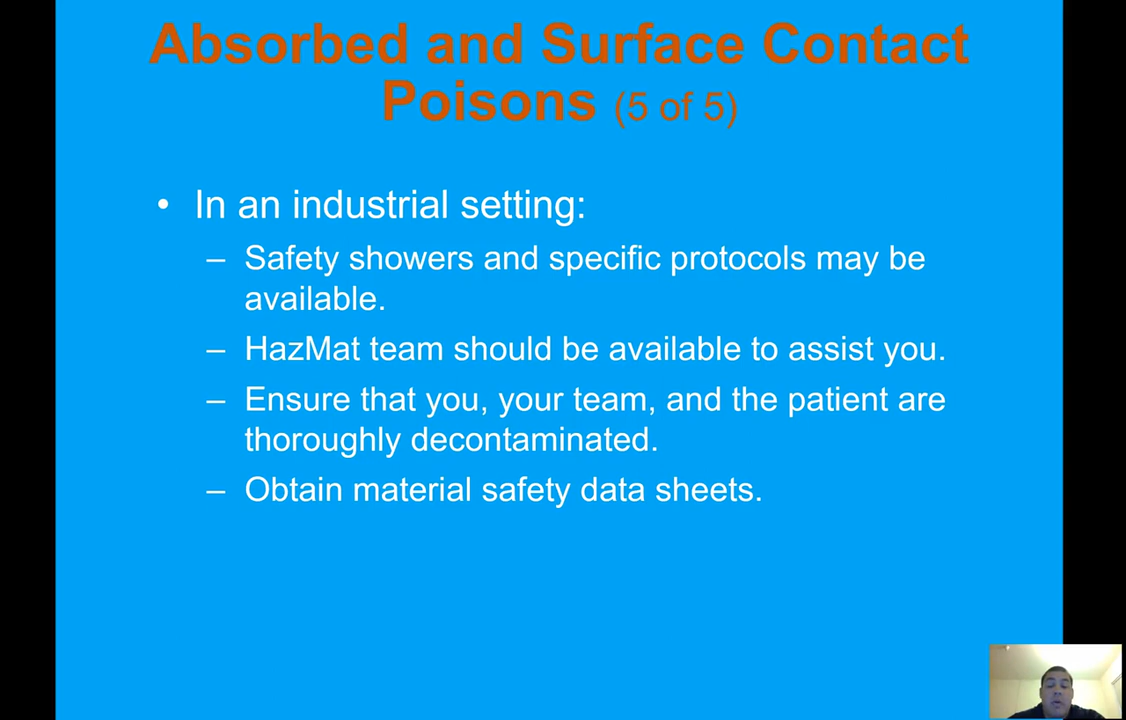 Absorbed and Surface Contact
Poisons (5 of 5)
• In an industrial setting:
– Safety showers and specific protocols may be
available.
– HazMat team should be available to assist you.
– Ensure that you, your team, and the patient are
thoroughly decontaminated.
– Obtain material safety data sheets.